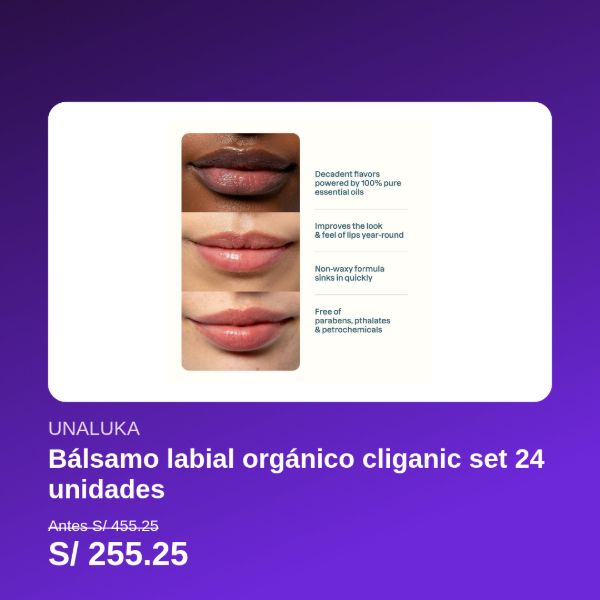 Decadent flavors
powered by 100% pure
essential oils
Improves the look
& feel of lips year-round
Non-waxy formula
sinks in quickly
Free of
parabens, pthalates
& petrochemicals
UNALUKA
Bálsamo labial orgánico cliganic set 24
unidades
Antes S/ 455.25
S/ 255.25